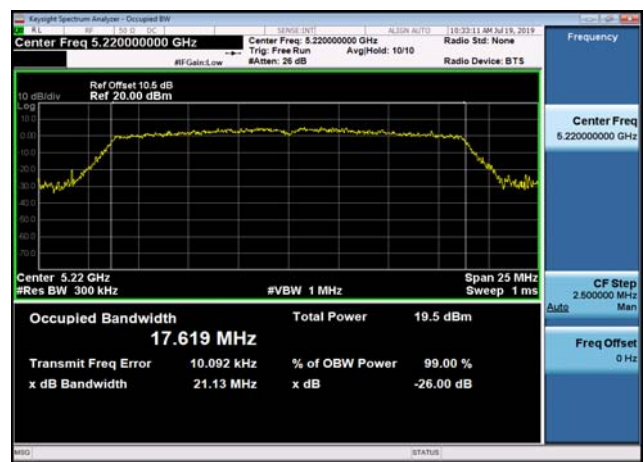 Keysight Spectrum Analyzer - Occupied BW
RL RF 50 Ω DC SENSE:INT ALIGN AUTO 10:33:11 AM Jul 19, 2019
Center Freq 5.220000000 GHz Center Freq: 5.220000000 GHz Radio Std: None Frequency
Trig: Free Run Avg|Hold: 10/10
#IFGain:Low #Atten: 26 dB Radio Device: BTS
Ref Offset 10.5 dB
10 dB/div Ref 20.00 dBm
Log
10.0
0.00
10.0
20.0
30.0
40.0
50.0
60.0
70.0
Center Freq
5.220000000 GHz
Center 5.22 GHz Span 25 MHz
#Res BW 300 kHz #VBW 1 MHz Sweep 1 ms
CF Step
2.500000 MHz
Auto Man
Occupied Bandwidth Total Power 19.5 dBm
17.619 MHz
Freq Offset
0 Hz
Transmit Freq Error 10.092 kHz % of OBW Power 99.00 %
x dB Bandwidth 21.13 MHz x dB -26.00 dB
MSG STATUS